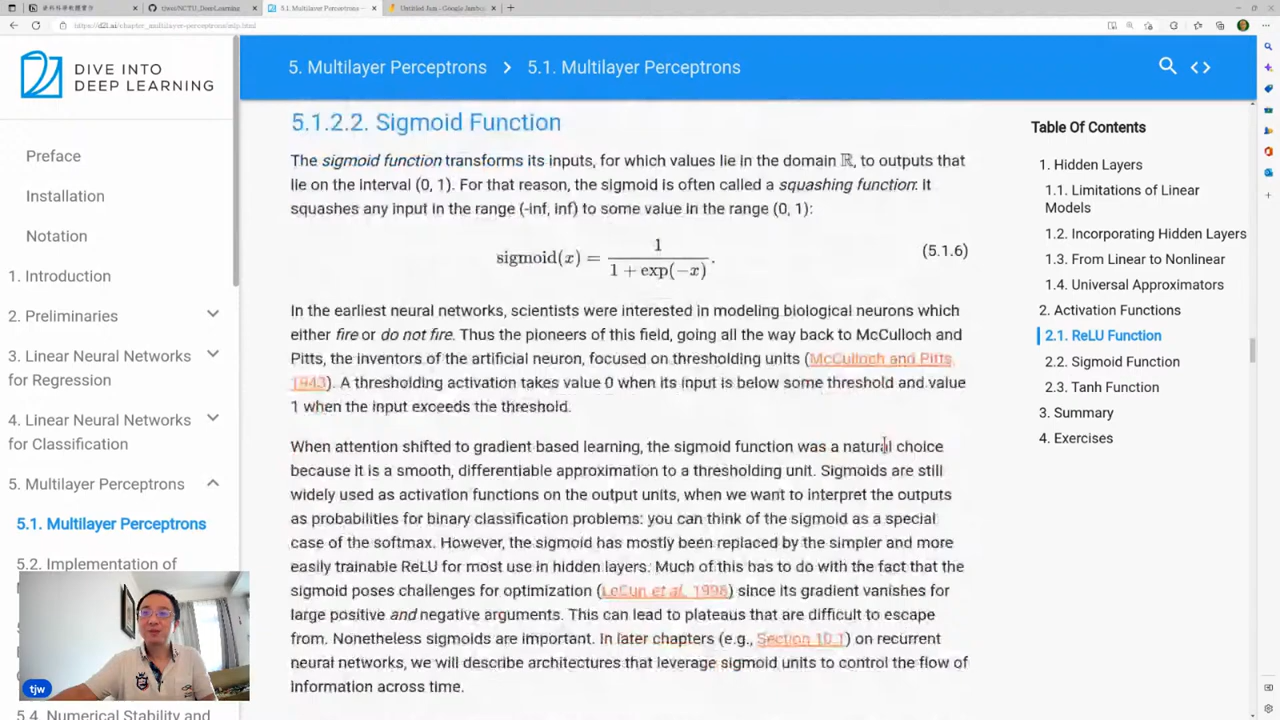 tjwei/NCTU_DeepLearning
5.1. Multilayer Perceptrons —
Untitled Jam - Google Jamboard
https://d2l.ai/chapter_multilayer-perceptrons/mlp.html
DIVE INTO
DEEP LEARNING
5. Multilayer Perceptrons
5.1. Multilayer Perceptrons
Preface
Installation
Notation
1. Introduction
2. Preliminaries
3. Linear Neural Networks
for Regression
4. Linear Neural Networks
for Classification
5. Multilayer Perceptrons
5.1. Multilayer Perceptrons
5.2. Implementation of
5.4. Numerical Stability and
tjw
5.1.2.2. Sigmoid Function
The sigmoid function transforms its inputs, for which values lie in the domain ℝ, to outputs that
lie on the interval (0, 1). For that reason, the sigmoid is often called a squashing function: it
squashes any input in the range (-inf, inf) to some value in the range (0, 1):
sigmoid(x) = 1 / (1 + exp(−x)). (5.1.6)
In the earliest neural networks, scientists were interested in modeling biological neurons which
either fire or do not fire. Thus the pioneers of this field, going all the way back to McCulloch and
Pitts, the inventors of the artificial neuron, focused on thresholding units (McCulloch and Pitts,
1943). A thresholding activation takes value 0 when its input is below some threshold and value
1 when the input exceeds the threshold.
When attention shifted to gradient based learning, the sigmoid function was a natural choice
because it is a smooth, differentiable approximation to a thresholding unit. Sigmoids are still
widely used as activation functions on the output units, when we want to interpret the outputs
as probabilities for binary classification problems: you can think of the sigmoid as a special
case of the softmax. However, the sigmoid has mostly been replaced by the simpler and more
easily trainable ReLU for most use in hidden layers. Much of this has to do with the fact that the
sigmoid poses challenges for optimization (LeCun et al., 1998) since its gradient vanishes for
large positive and negative arguments. This can lead to plateaus that are difficult to escape
from. Nonetheless sigmoids are important. In later chapters (e.g., Section 10.1) on recurrent
neural networks, we will describe architectures that leverage sigmoid units to control the flow of
information across time.
Table Of Contents
1. Hidden Layers
1.1. Limitations of Linear
Models
1.2. Incorporating Hidden Layers
1.3. From Linear to Nonlinear
1.4. Universal Approximators
2. Activation Functions
2.1. ReLU Function
2.2. Sigmoid Function
2.3. Tanh Function
3. Summary
4. Exercises